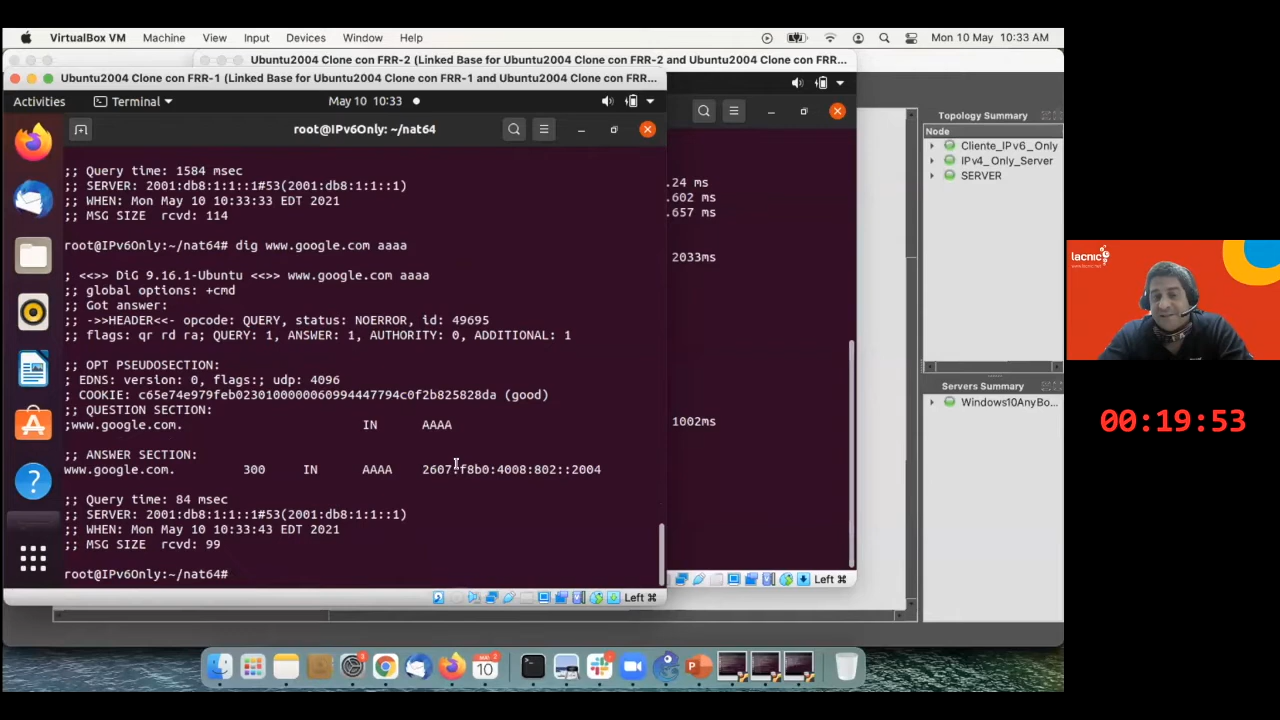 VirtualBox VM Machine View Input Devices Window Help Mon 10 May 10:33 AM
Ubuntu2004 Clone con FRR-2 (Linked Base for Ubuntu2004 Clone con FRR-2 and Ubuntu2004 Clone con FRR...
Ubuntu2004 Clone con FRR-1 (Linked Base for Ubuntu2004 Clone con FRR-1 and Ubuntu2004 Clone con FRR...
Activities Terminal May 10 10:33
root@IPv6Only: ~/nat64
;; Query time: 1584 msec
;; SERVER: 2001:db8:1:1::1#53(2001:db8:1:1::1)
;; WHEN: Mon May 10 10:33:33 EDT 2021
;; MSG SIZE rcvd: 114
root@IPv6Only:~/nat64# dig www.google.com aaaa
; <<>> DiG 9.16.1-Ubuntu <<>> www.google.com aaaa
;; global options: +cmd
;; Got answer:
;; ->>HEADER<<- opcode: QUERY, status: NOERROR, id: 49695
;; flags: qr rd ra; QUERY: 1, ANSWER: 1, AUTHORITY: 0, ADDITIONAL: 1
;; OPT PSEUDOSECTION:
; EDNS: version: 0, flags:; udp: 4096
; COOKIE: c65e74e979feb0230100000060994447794c0f2b825828da (good)
;; QUESTION SECTION:
;www.google.com. IN AAAA
;; ANSWER SECTION:
www.google.com. 300 IN AAAA 2607:f8b0:4008:802::2004
;; Query time: 84 msec
;; SERVER: 2001:db8:1:1::1#53(2001:db8:1:1::1)
;; WHEN: Mon May 10 10:33:43 EDT 2021
;; MSG SIZE rcvd: 99
root@IPv6Only:~/nat64#
Left ⌘
.24 ms
.602 ms
.657 ms
2033ms
1002ms
Left ⌘
Topology Summary
Node
Cliente_IPv6_Only
IPv4_Only_Server
SERVER
Servers Summary
Windows10AnyBo...
lacnic
00:19:53
MAY
10